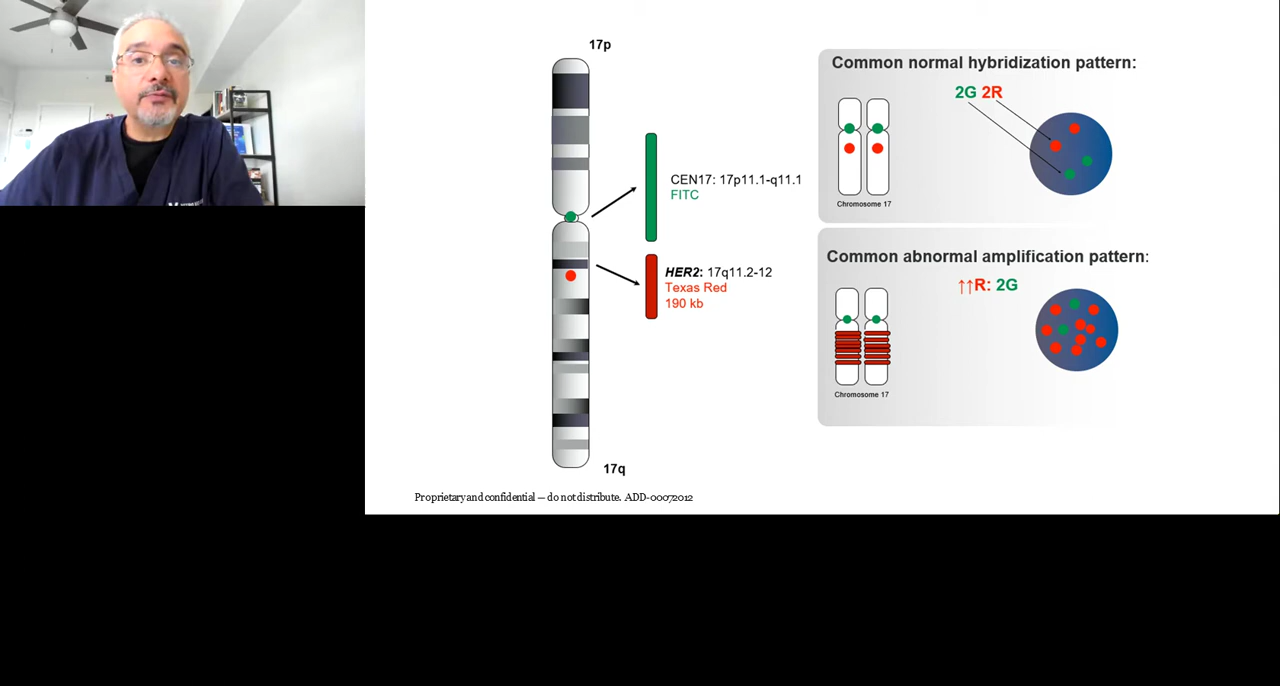 17p
CEN17: 17p11.1-q11.1
FITC
HER2: 17q11.2-12
Texas Red
190 kb
17q
Common normal hybridization pattern:
2G 2R
Chromosome 17
Common abnormal amplification pattern:
↑↑R: 2G
Chromosome 17
Proprietary and confidential — do not distribute. ADD-00072012